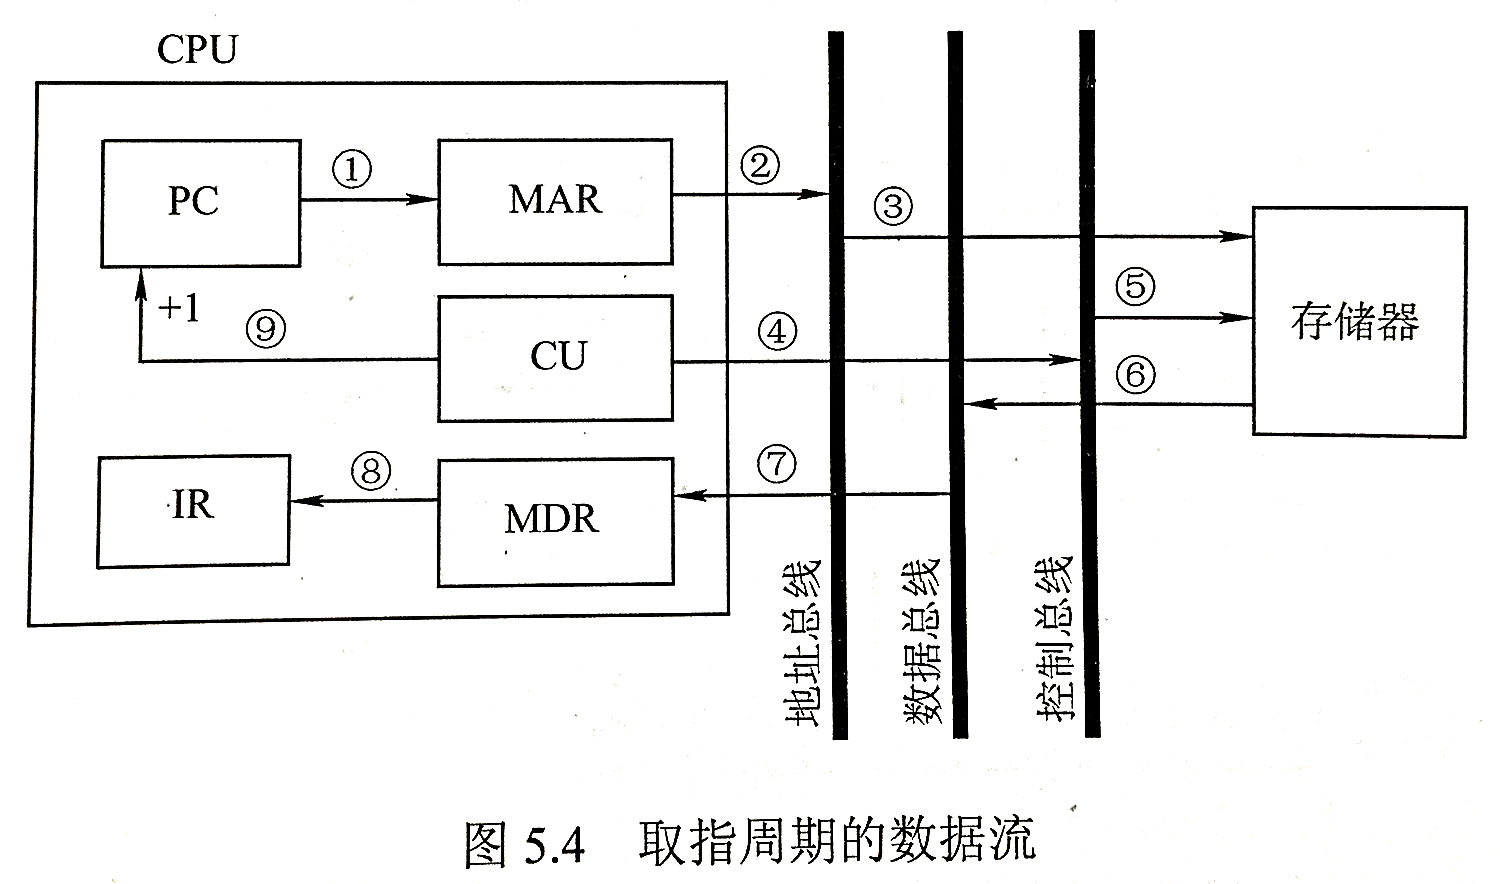 CPU
PC
①
MAR
②
③
+1
⑨
CU
④
⑤
存储器
⑥
IR
⑧
MDR
⑦
地址总线
数据总线
控制总线
图 5.4 取指周期的数据流